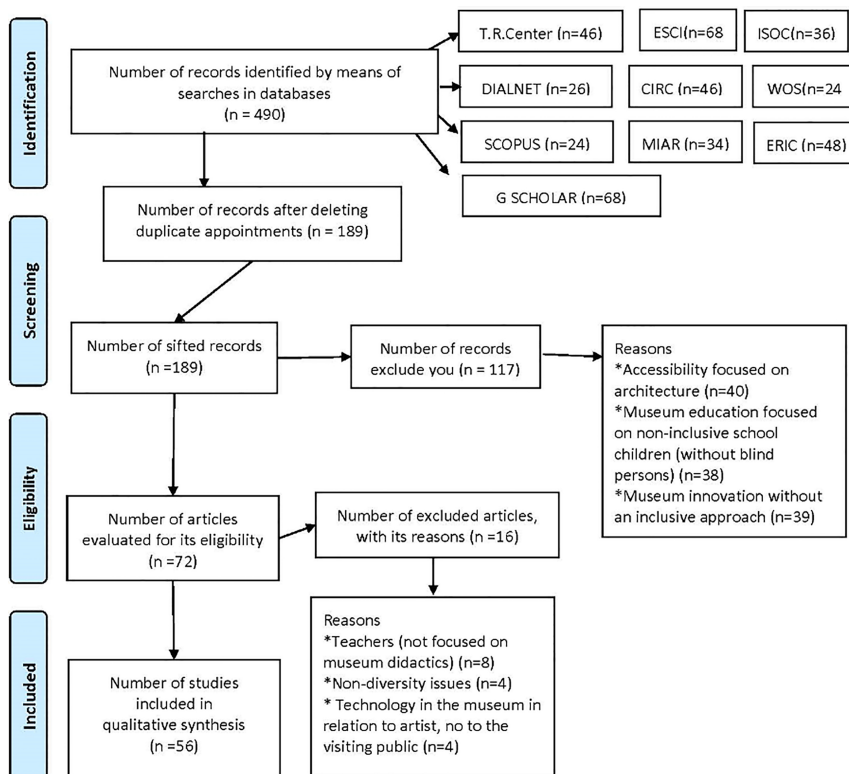 Identification
Number of records identified by means of
searches in databases
(n = 490)
T.R.Center (n=46)
ESCI(n=68
ISOC(n=36)
DIALNET (n=26)
CIRC (n=46)
WOS(n=24
SCOPUS (n=24)
MIAR (n=34)
ERIC (n=48)
G SCHOLAR (n=68)
Screening
Number of records after deleting
duplicate appointments (n = 189)
Number of sifted records
(n =189)
Number of records
exclude you (n = 117)
Reasons
*Accessibility focused on
architecture (n=40)
*Museum education focused
on non-inclusive school
children (without blind
persons) (n=38)
*Museum innovation without
an inclusive approach (n=39)
Eligibility
Number of articles
evaluated for its eligibility
(n =72)
Number of excluded articles,
with its reasons (n =16)
Reasons
*Teachers (not focused on
museum didactics) (n=8)
*Non-diversity issues (n=4)
* Technology in the museum in
relation to artist, no to the
visiting public (n=4)
Included
Number of studies
included in
qualitative synthesis
(n =56)